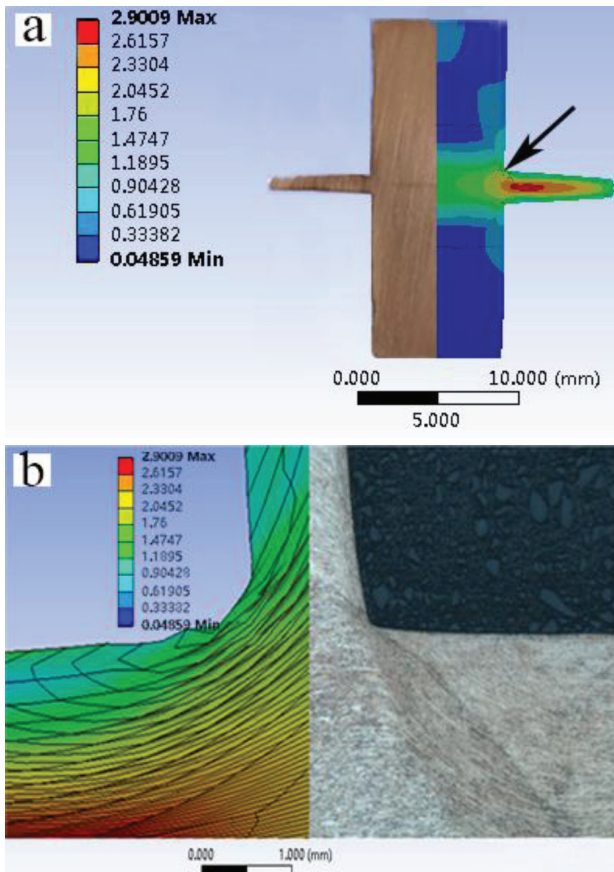 a
2.9009 Max
2.6157
2.3304
2.0452
1.76
1.4747
1.1895
0.90428
0.61905
0.33382
0.04859 Min
0.000 10.000 (mm)
5.000
b
2.9009 Max
2.6157
2.3304
2.0452
1.76
1.4747
1.1895
0.90428
0.61905
0.33382
0.04859 Min
0.000 1.000 (mm)